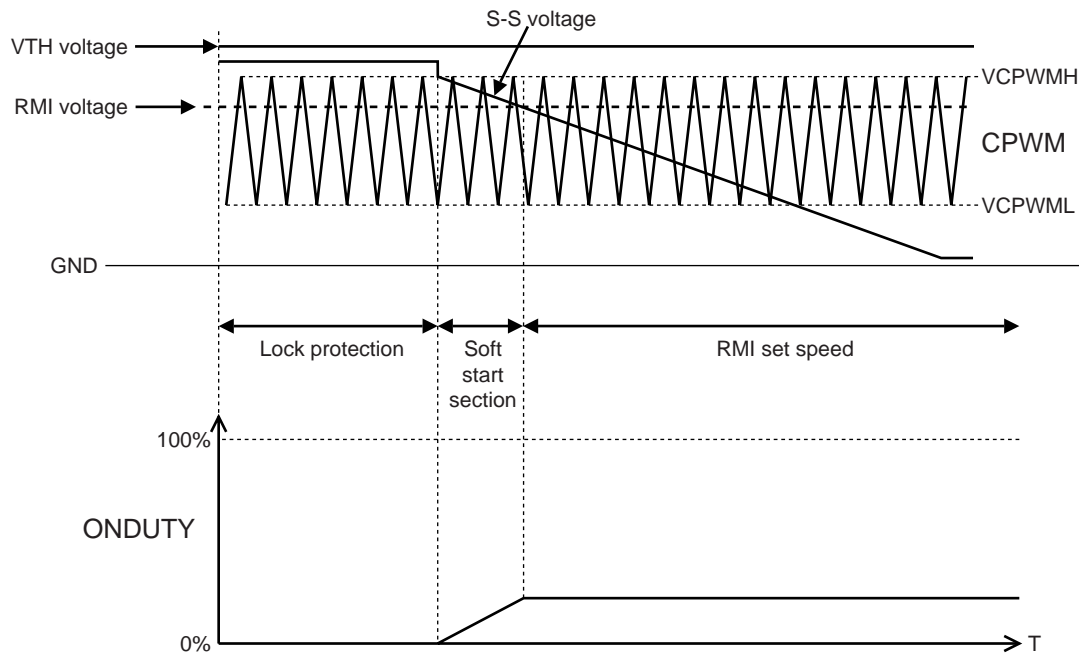 S-S voltage
VTH voltage
VCPWMH
RMI voltage
CPWM
VCPWML
GND
Lock protection
Soft
start
section
RMI set speed
100%
ONDUTY
0%
T